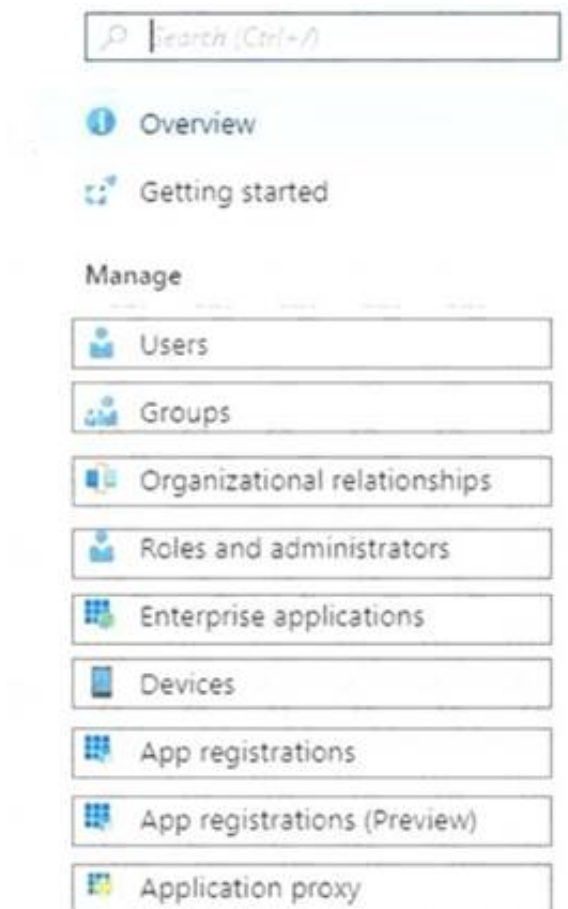 Search (Ctrl+/)
Overview
Getting started
Manage
Users
Groups
Organizational relationships
Roles and administrators
Enterprise applications
Devices
App registrations
App registrations (Preview)
Application proxy